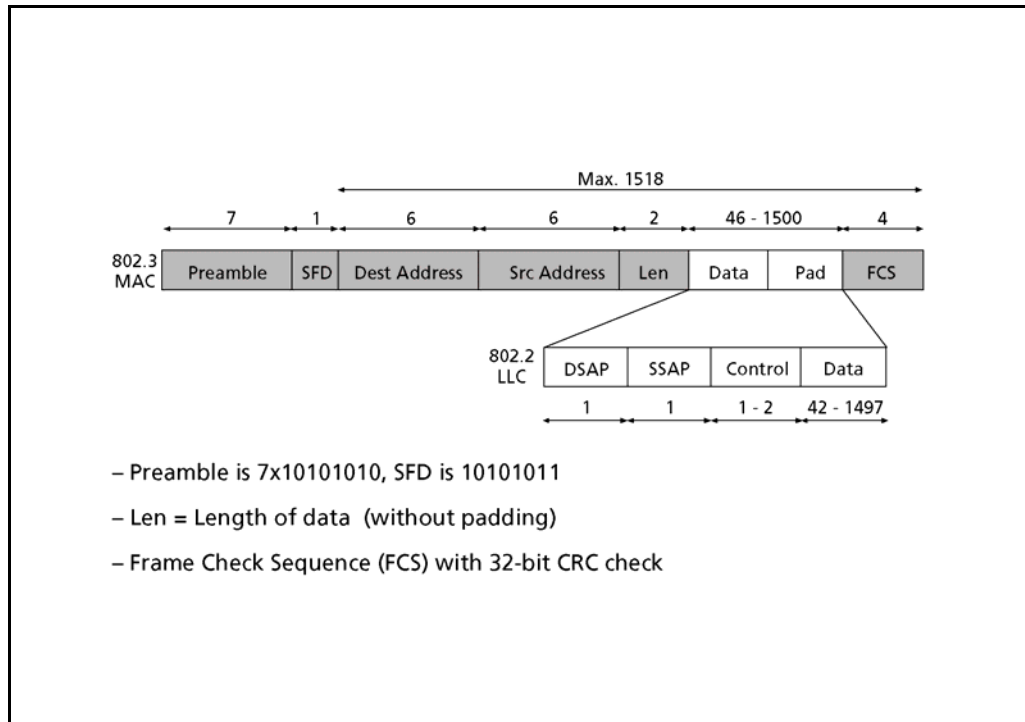 Max. 1518
7 1 6 6 2 46 - 1500 4
802.3 MAC Preamble SFD Dest Address Src Address Len Data Pad FCS
802.2 LLC DSAP SSAP Control Data
1 1 1 - 2 42 - 1497
– Preamble is 7x10101010, SFD is 10101011
– Len = Length of data (without padding)
– Frame Check Sequence (FCS) with 32-bit CRC check